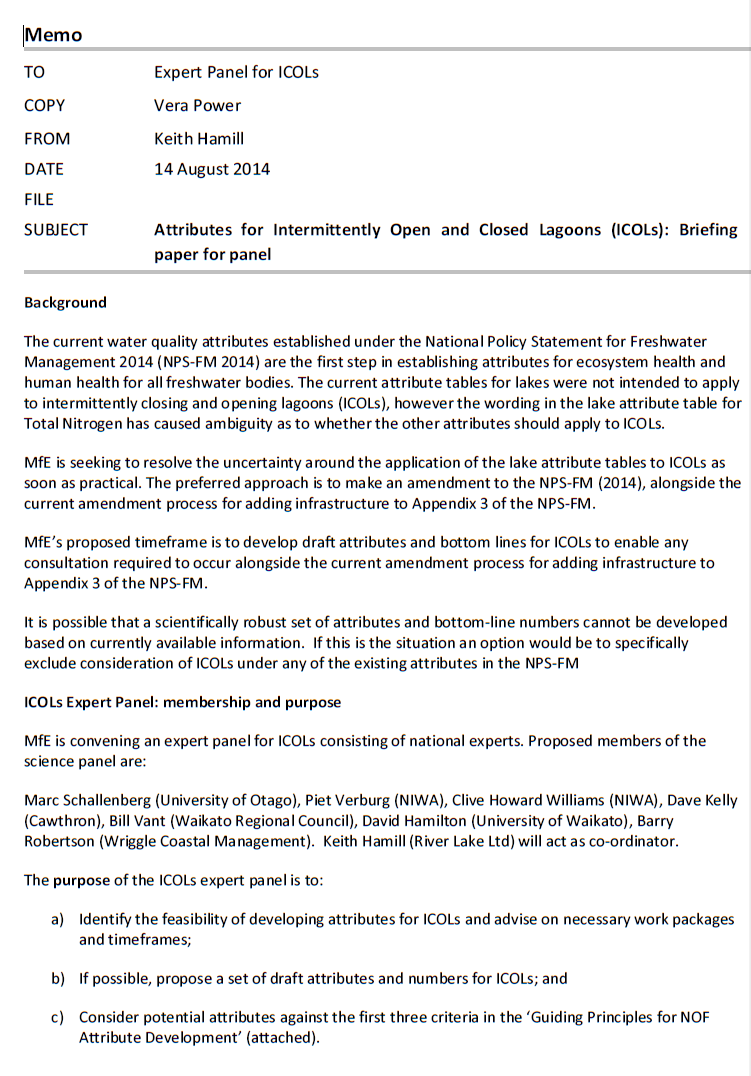 Memo
TO Expert Panel for ICOLs
COPY Vera Power
FROM Keith Hamill
DATE 14 August 2014
FILE
SUBJECT Attributes for Intermittently Open and Closed Lagoons (ICOLs): Briefing
paper for panel
Background
The current water quality attributes established under the National Policy Statement for Freshwater
Management 2014 (NPS-FM 2014) are the first step in establishing attributes for ecosystem health and
human health for all freshwater bodies. The current attribute tables for lakes were not intended to apply
to intermittently closing and opening lagoons (ICOLs), however the wording in the lake attribute table for
Total Nitrogen has caused ambiguity as to whether the other attributes should apply to ICOLs.
MfE is seeking to resolve the uncertainty around the application of the lake attribute tables to ICOLs as
soon as practical. The preferred approach is to make an amendment to the NPS-FM (2014), alongside the
current amendment process for adding infrastructure to Appendix 3 of the NPS-FM.
MfE's proposed timeframe is to develop draft attributes and bottom lines for ICOLs to enable any
consultation required to occur alongside the current amendment process for adding infrastructure to
Appendix 3 of the NPS-FM.
It is possible that a scientifically robust set of attributes and bottom-line numbers cannot be developed
based on currently available information. If this is the situation an option would be to specifically
exclude consideration of ICOLs under any of the existing attributes in the NPS-FM
ICOLs Expert Panel: membership and purpose
MfE is convening an expert panel for ICOLs consisting of national experts. Proposed members of the
science panel are:
Marc Schallenberg (University of Otago), Piet Verburg (NIWA), Clive Howard Williams (NIWA), Dave Kelly
(Cawthron), Bill Vant (Waikato Regional Council), David Hamilton (University of Waikato), Barry
Robertson (Wriggle Coastal Management). Keith Hamill (River Lake Ltd) will act as co-ordinator.
The purpose of the ICOLs expert panel is to:
a) Identify the feasibility of developing attributes for ICOLs and advise on necessary work packages
and timeframes;
b) If possible, propose a set of draft attributes and numbers for ICOLs; and
c) Consider potential attributes against the first three criteria in the 'Guiding Principles for NOF
Attribute Development' (attached).